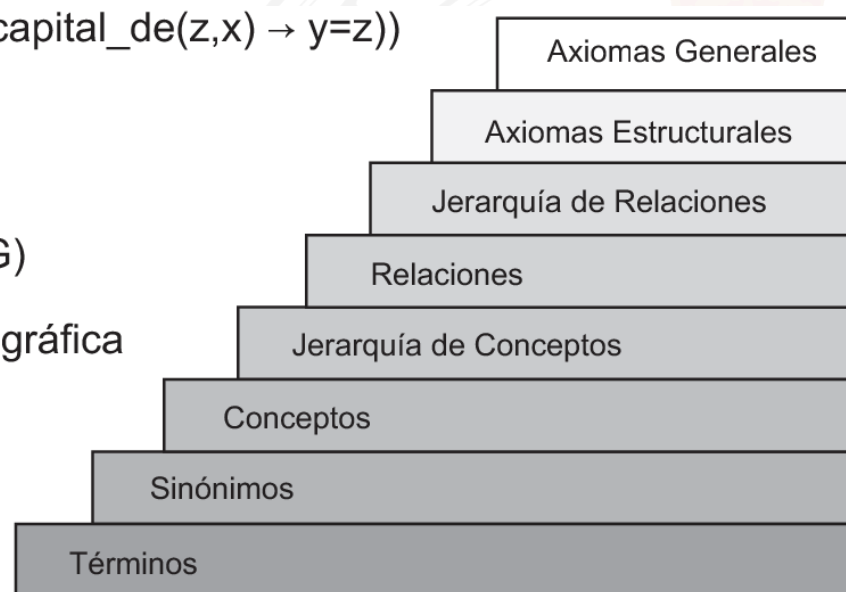 capital_de(z,x) → y=z))
Axiomas Generales
Axiomas Estructurales
Jerarquía de Relaciones
G)
Relaciones
gráfica
Jerarquía de Conceptos
Conceptos
Sinónimos
Términos